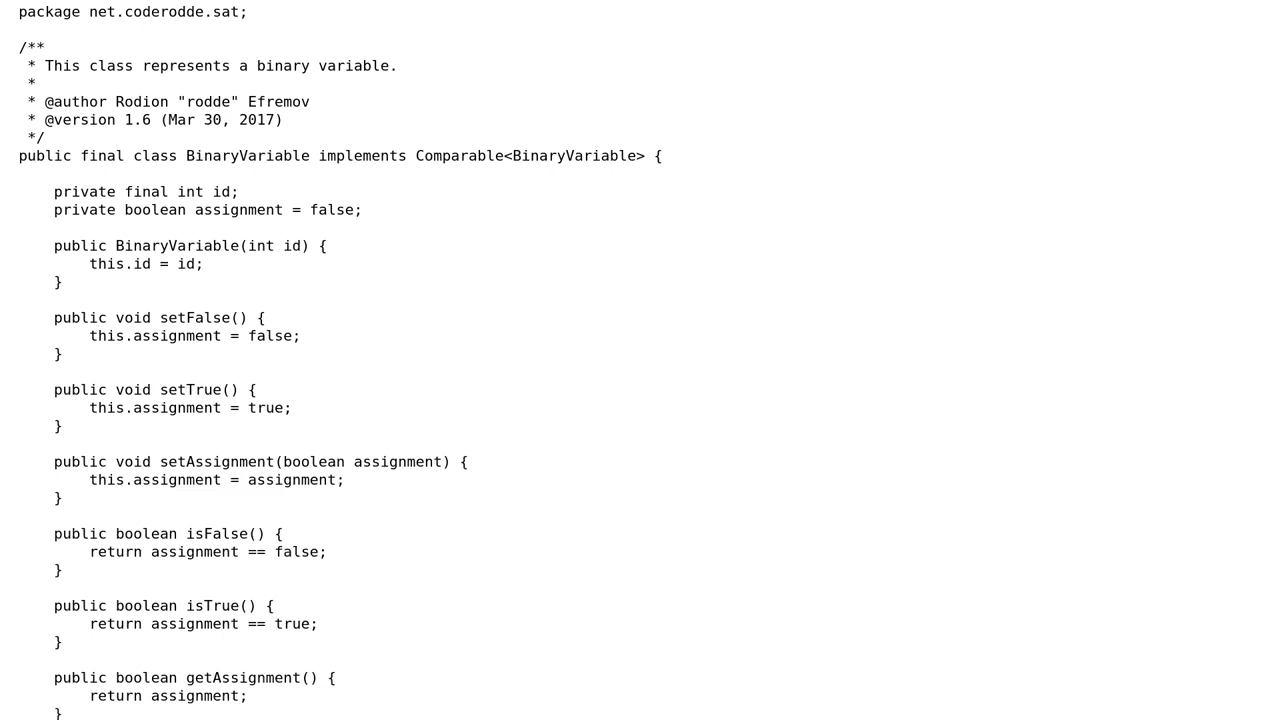 package net.coderodde.sat;

/**
 * This class represents a binary variable.
 *
 * @author Rodion "rodde" Efremov
 * @version 1.6 (Mar 30, 2017)
 */
public final class BinaryVariable implements Comparable<BinaryVariable> {

    private final int id;
    private boolean assignment = false;

    public BinaryVariable(int id) {
        this.id = id;
    }

    public void setFalse() {
        this.assignment = false;
    }

    public void setTrue() {
        this.assignment = true;
    }

    public void setAssignment(boolean assignment) {
        this.assignment = assignment;
    }

    public boolean isFalse() {
        return assignment == false;
    }

    public boolean isTrue() {
        return assignment == true;
    }

    public boolean getAssignment() {
        return assignment;
    }